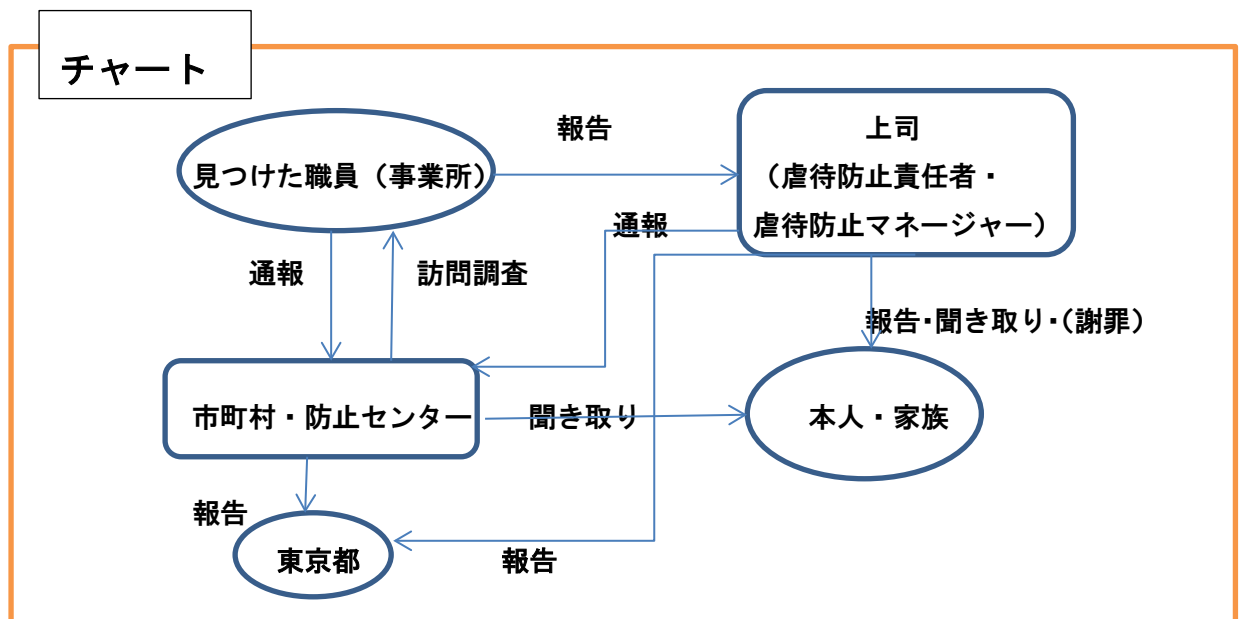 チャート
報告
上司
見つけた職員（事業所）
（虐待防止責任者・
虐待防止マネージャー）
通報
通報
訪問調査
報告・聞き取り・（謝罪）
市町村・防止センター
聞き取り
本人・家族
報告
東京都
報告